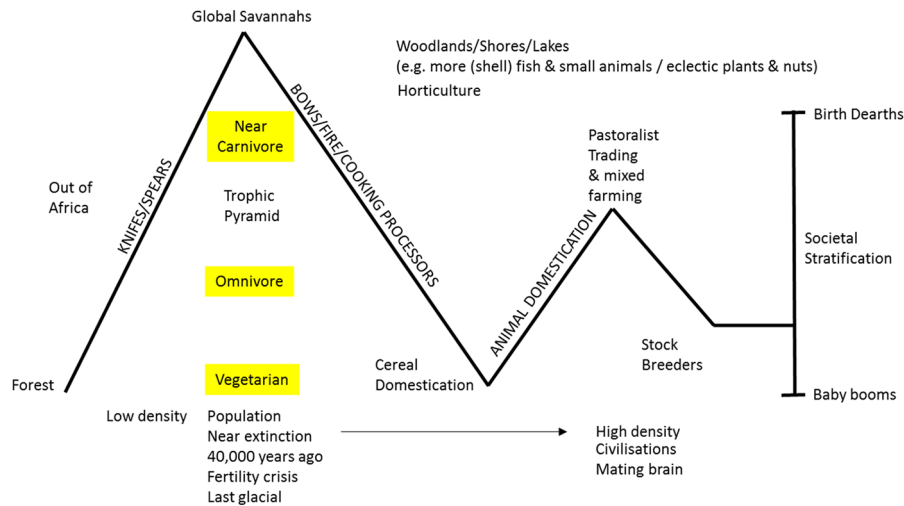 Global Savannahs
Woodlands/Shores/Lakes
(e.g. more (shell) fish & small animals / eclectic plants & nuts)
Horticulture
BOWS/FIRE/COOKING PROCESSORS
Near
Carnivore
Birth Dearths
Pastoralist
Trading
& mixed
farming
Out of
Africa
KNIFES/SPEARS
Trophic
Pyramid
ANIMAL DOMESTICATION
Societal
Stratification
Omnivore
Stock
Breeders
Cereal
Domestication
Forest
Vegetarian
Baby booms
Low density
Population
Near extinction
40,000 years ago
Fertility crisis
Last glacial
High density
Civilisations
Mating brain